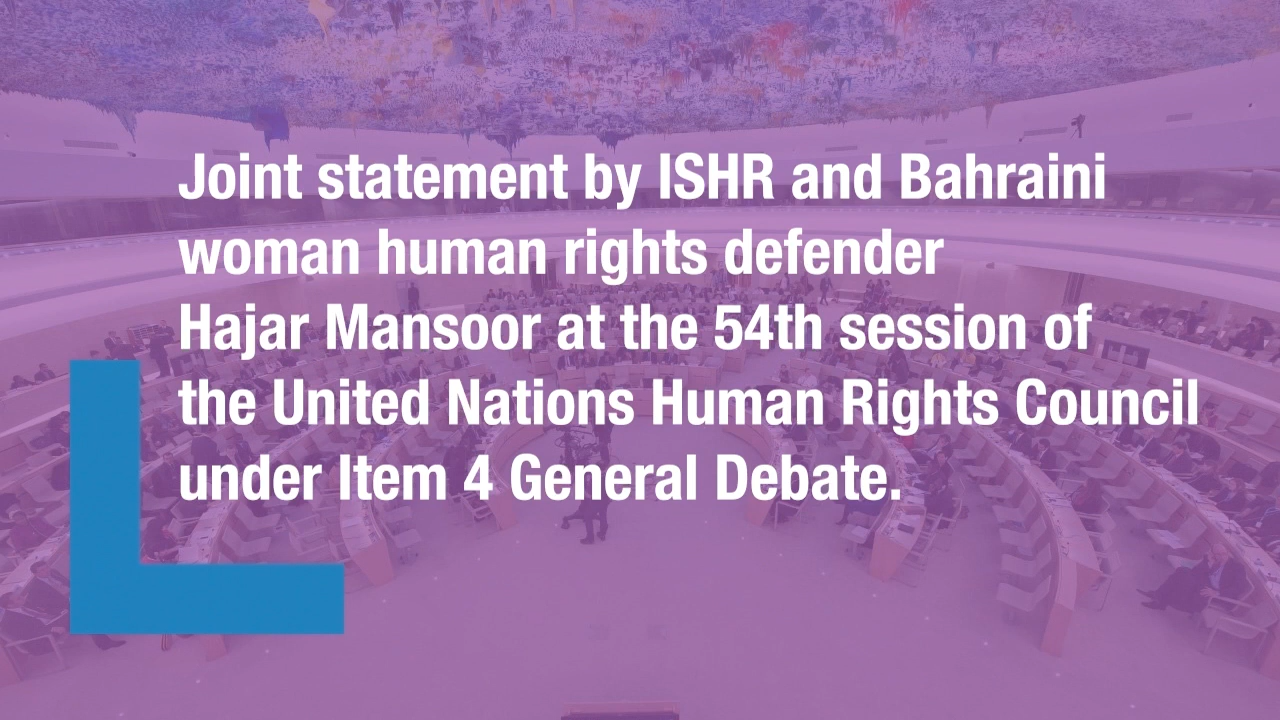 Joint statement by ISHR and Bahraini
woman human rights defender
Hajar Mansoor at the 54th session of
the United Nations Human Rights Council
under Item 4 General Debate.